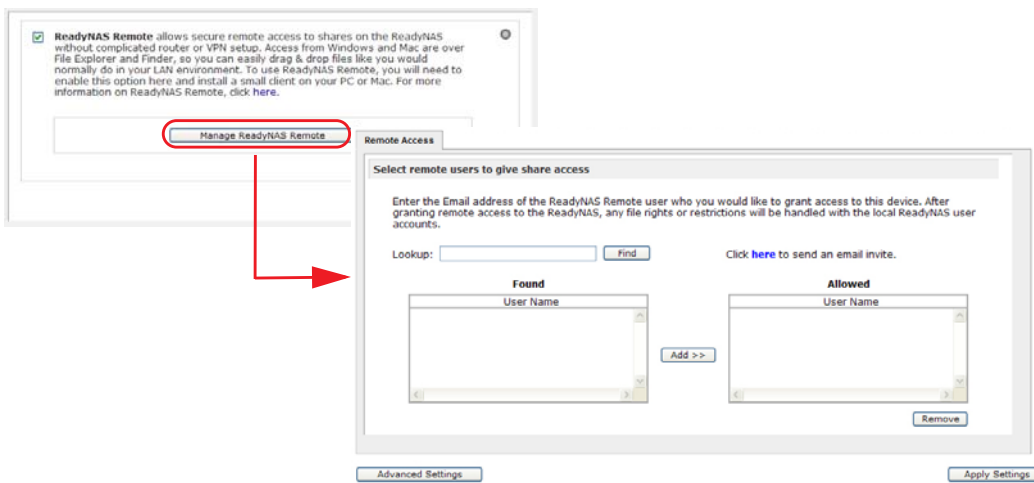 ReadyNAS Remote allows secure remote access to shares on the ReadyNAS
without complicated router or VPN setup. Access from Windows and Mac are over
File Explorer and Finder, so you can easily drag & drop files like you would
normally do in your LAN environment. To use ReadyNAS Remote, you will need to
enable this option here and install a small client on your PC or Mac. For more
information on ReadyNAS Remote, click here.
Manage ReadyNAS Remote
Remote Access
Select remote users to give share access
Enter the Email address of the ReadyNAS Remote user who you would like to grant access to this device. After
granting remote access to the ReadyNAS, any file rights or restrictions will be handled with the local ReadyNAS user
accounts.
Lookup: Find Click here to send an email invite.
Found Allowed
User Name User Name
Add >>
Remove
Advanced Settings Apply Settings